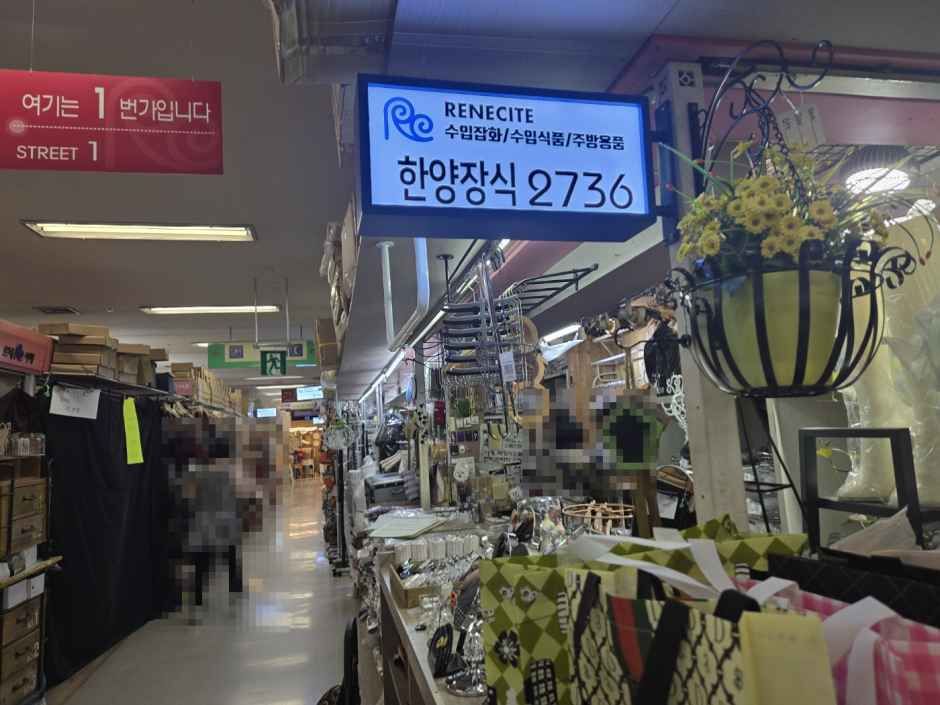 여기는 1 번가입니다
STREET 1
RENECITE
수입잡화/수입식품/주방용품
한양장식 2736